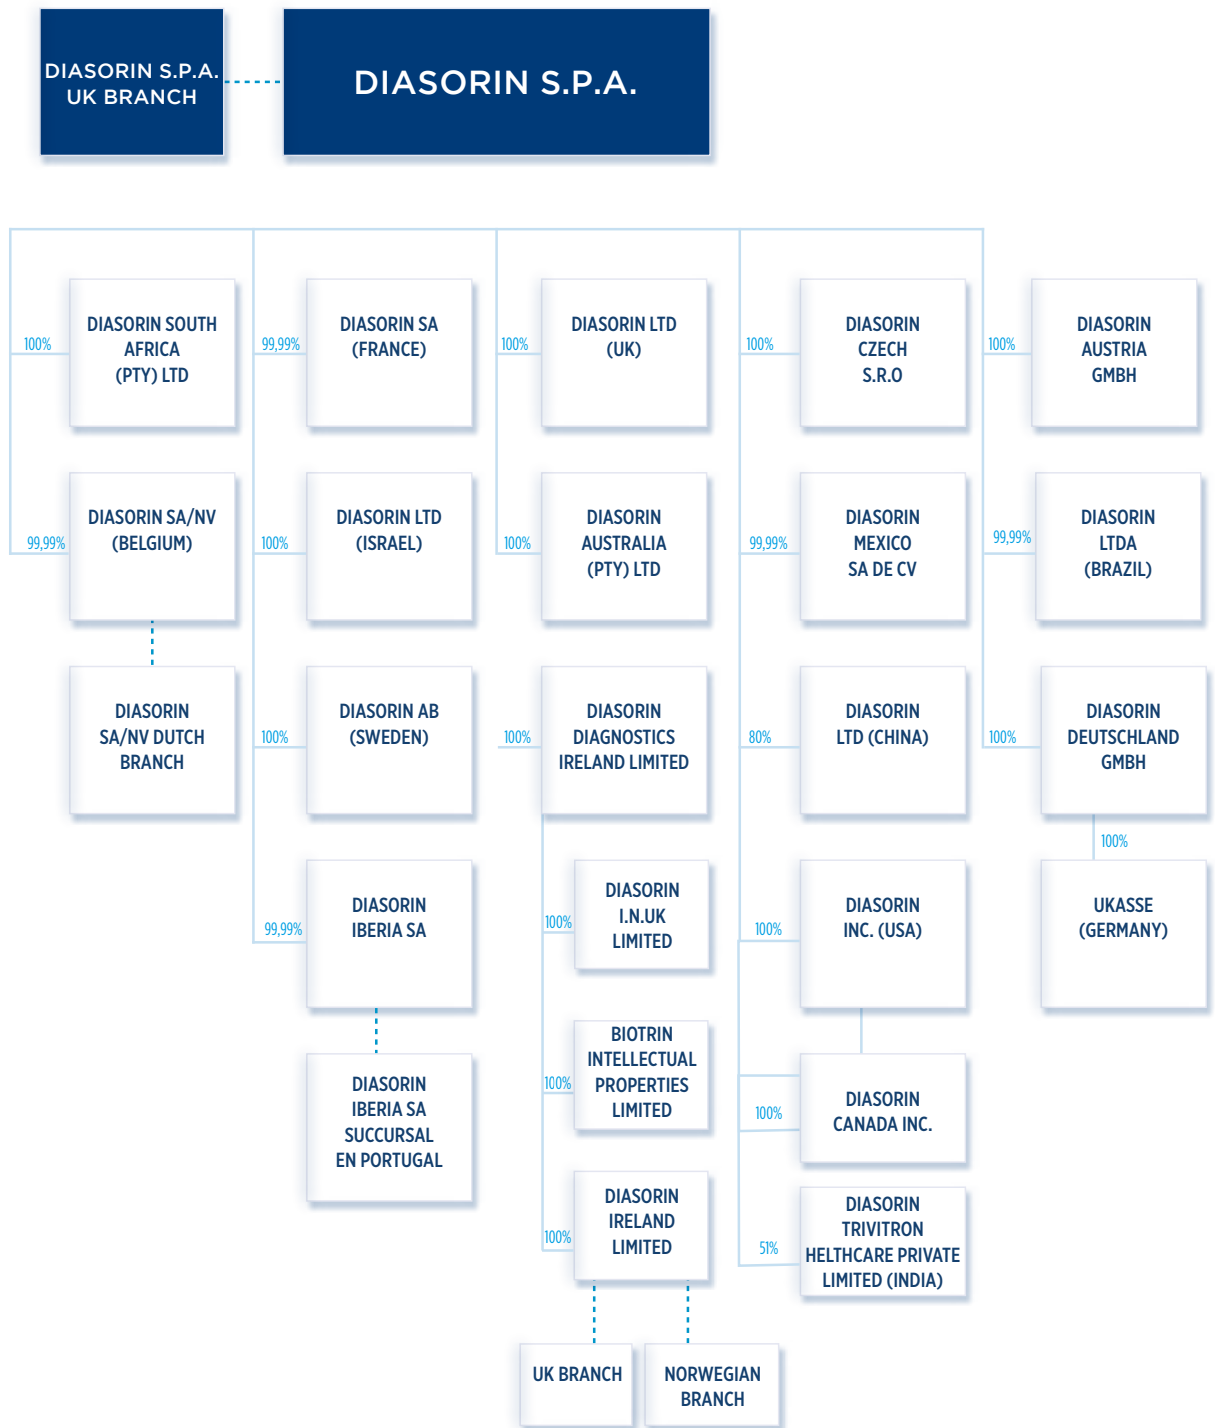 DIASORIN S.P.A.
UK BRANCH
DIASORIN S.P.A.
100%
DIASORIN SOUTH
AFRICA
(PTY) LTD
99,99%
DIASORIN SA
(FRANCE)
100%
DIASORIN LTD
(UK)
100%
DIASORIN
CZECH
S.R.O
100%
DIASORIN
AUSTRIA
GMBH
99,99%
DIASORIN SA/NV
(BELGIUM)
100%
DIASORIN LTD
(ISRAEL)
100%
DIASORIN
AUSTRALIA
(PTY) LTD
99,99%
DIASORIN
MEXICO
SA DE CV
99,99%
DIASORIN
LTDA
(BRAZIL)
DIASORIN
SA/NV DUTCH
BRANCH
100%
DIASORIN AB
(SWEDEN)
100%
DIASORIN
DIAGNOSTICS
IRELAND LIMITED
80%
DIASORIN
LTD (CHINA)
100%
DIASORIN
DEUTSCHLAND
GMBH
100%
99,99%
DIASORIN
IBERIA SA
100%
DIASORIN
I.N.UK
LIMITED
100%
DIASORIN
INC. (USA)
UKASSE
(GERMANY)
DIASORIN
IBERIA SA
SUCCURSAL
EN PORTUGAL
100%
BIOTRIN
INTELLECTUAL
PROPERTIES
LIMITED
100%
DIASORIN
CANADA INC.
100%
DIASORIN
IRELAND
LIMITED
51%
DIASORIN
TRIVITRON
HELTHCARE PRIVATE
LIMITED (INDIA)
UK BRANCH
NORWEGIAN
BRANCH